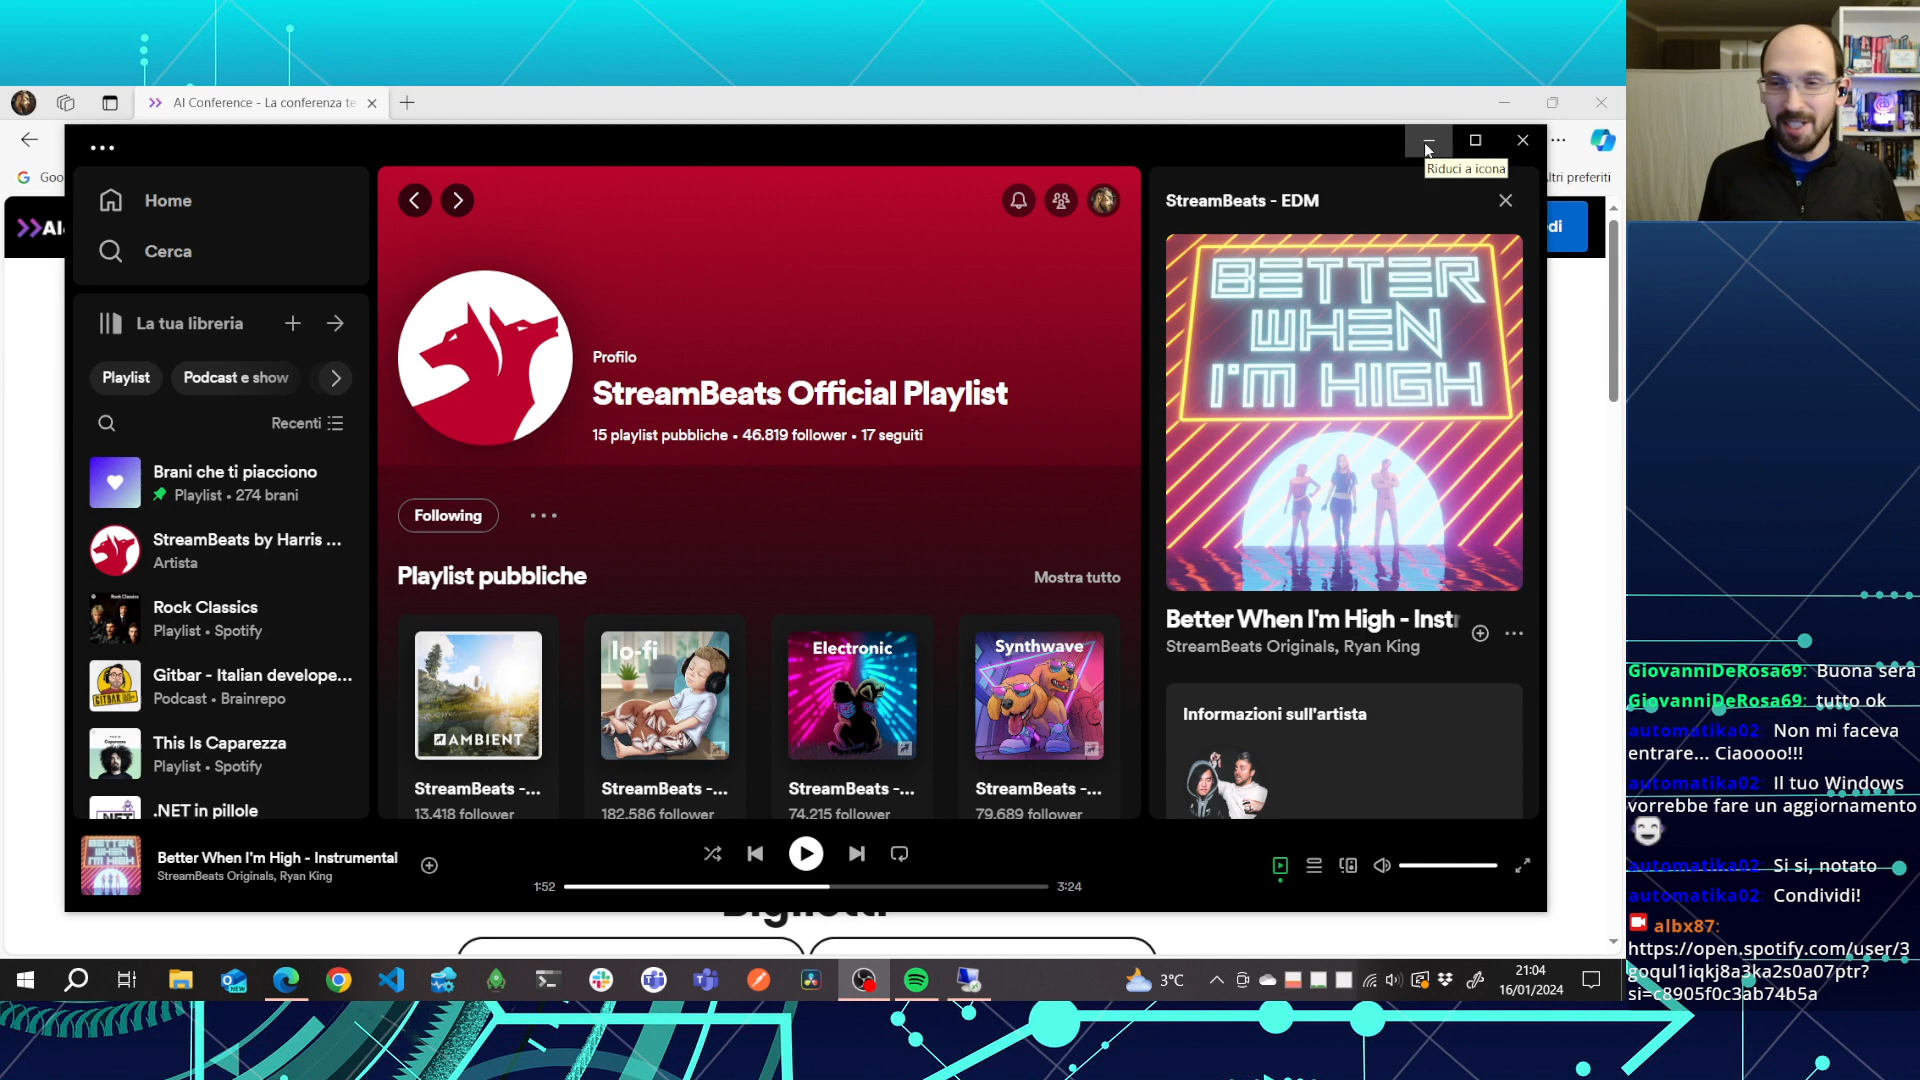 AI Conference - La conferenza te
Goo
Altri preferiti
Riduci a icona
Home
Cerca
La tua libreria
Playlist
Podcast e show
Recenti
Brani che ti piacciono
Playlist • 274 brani
StreamBeats by Harris ...
Artista
Rock Classics
Playlist • Spotify
Gitbar - Italian develope...
Podcast • Brainrepo
This Is Caparezza
Playlist • Spotify
.NET in pillole
Profilo
StreamBeats Official Playlist
15 playlist pubbliche • 46.819 follower • 17 seguiti
Following
Playlist pubbliche
Mostra tutto
AMBIENT
lo-fi
Electronic
Synthwave
StreamBeats -...
StreamBeats -...
StreamBeats -...
StreamBeats -...
13.418 follower
182.586 follower
74.215 follower
79.689 follower
StreamBeats - EDM
BETTER
WHEN
I'M HIGH
Better When I'm High - Instr
StreamBeats Originals, Ryan King
Informazioni sull'artista
Better When I'm High - Instrumental
StreamBeats Originals, Ryan King
1:52
3:24
Biglietti
3°C
21:04
16/01/2024
GiovanniDeRosa69: Buona sera
GiovanniDeRosa69: tutto ok
automatika02: Non mi faceva
entrare... Ciaoooo!!!
automatika02: Il tuo Windows
vorrebbe fare un aggiornamento
automatika02: Si si, notato
automatika02: Condividi!
albx87:
https://open.spotify.com/user/3
goqul1iqkj8a3ka2s0a07ptr?
si=c8905f0c3ab74b5a